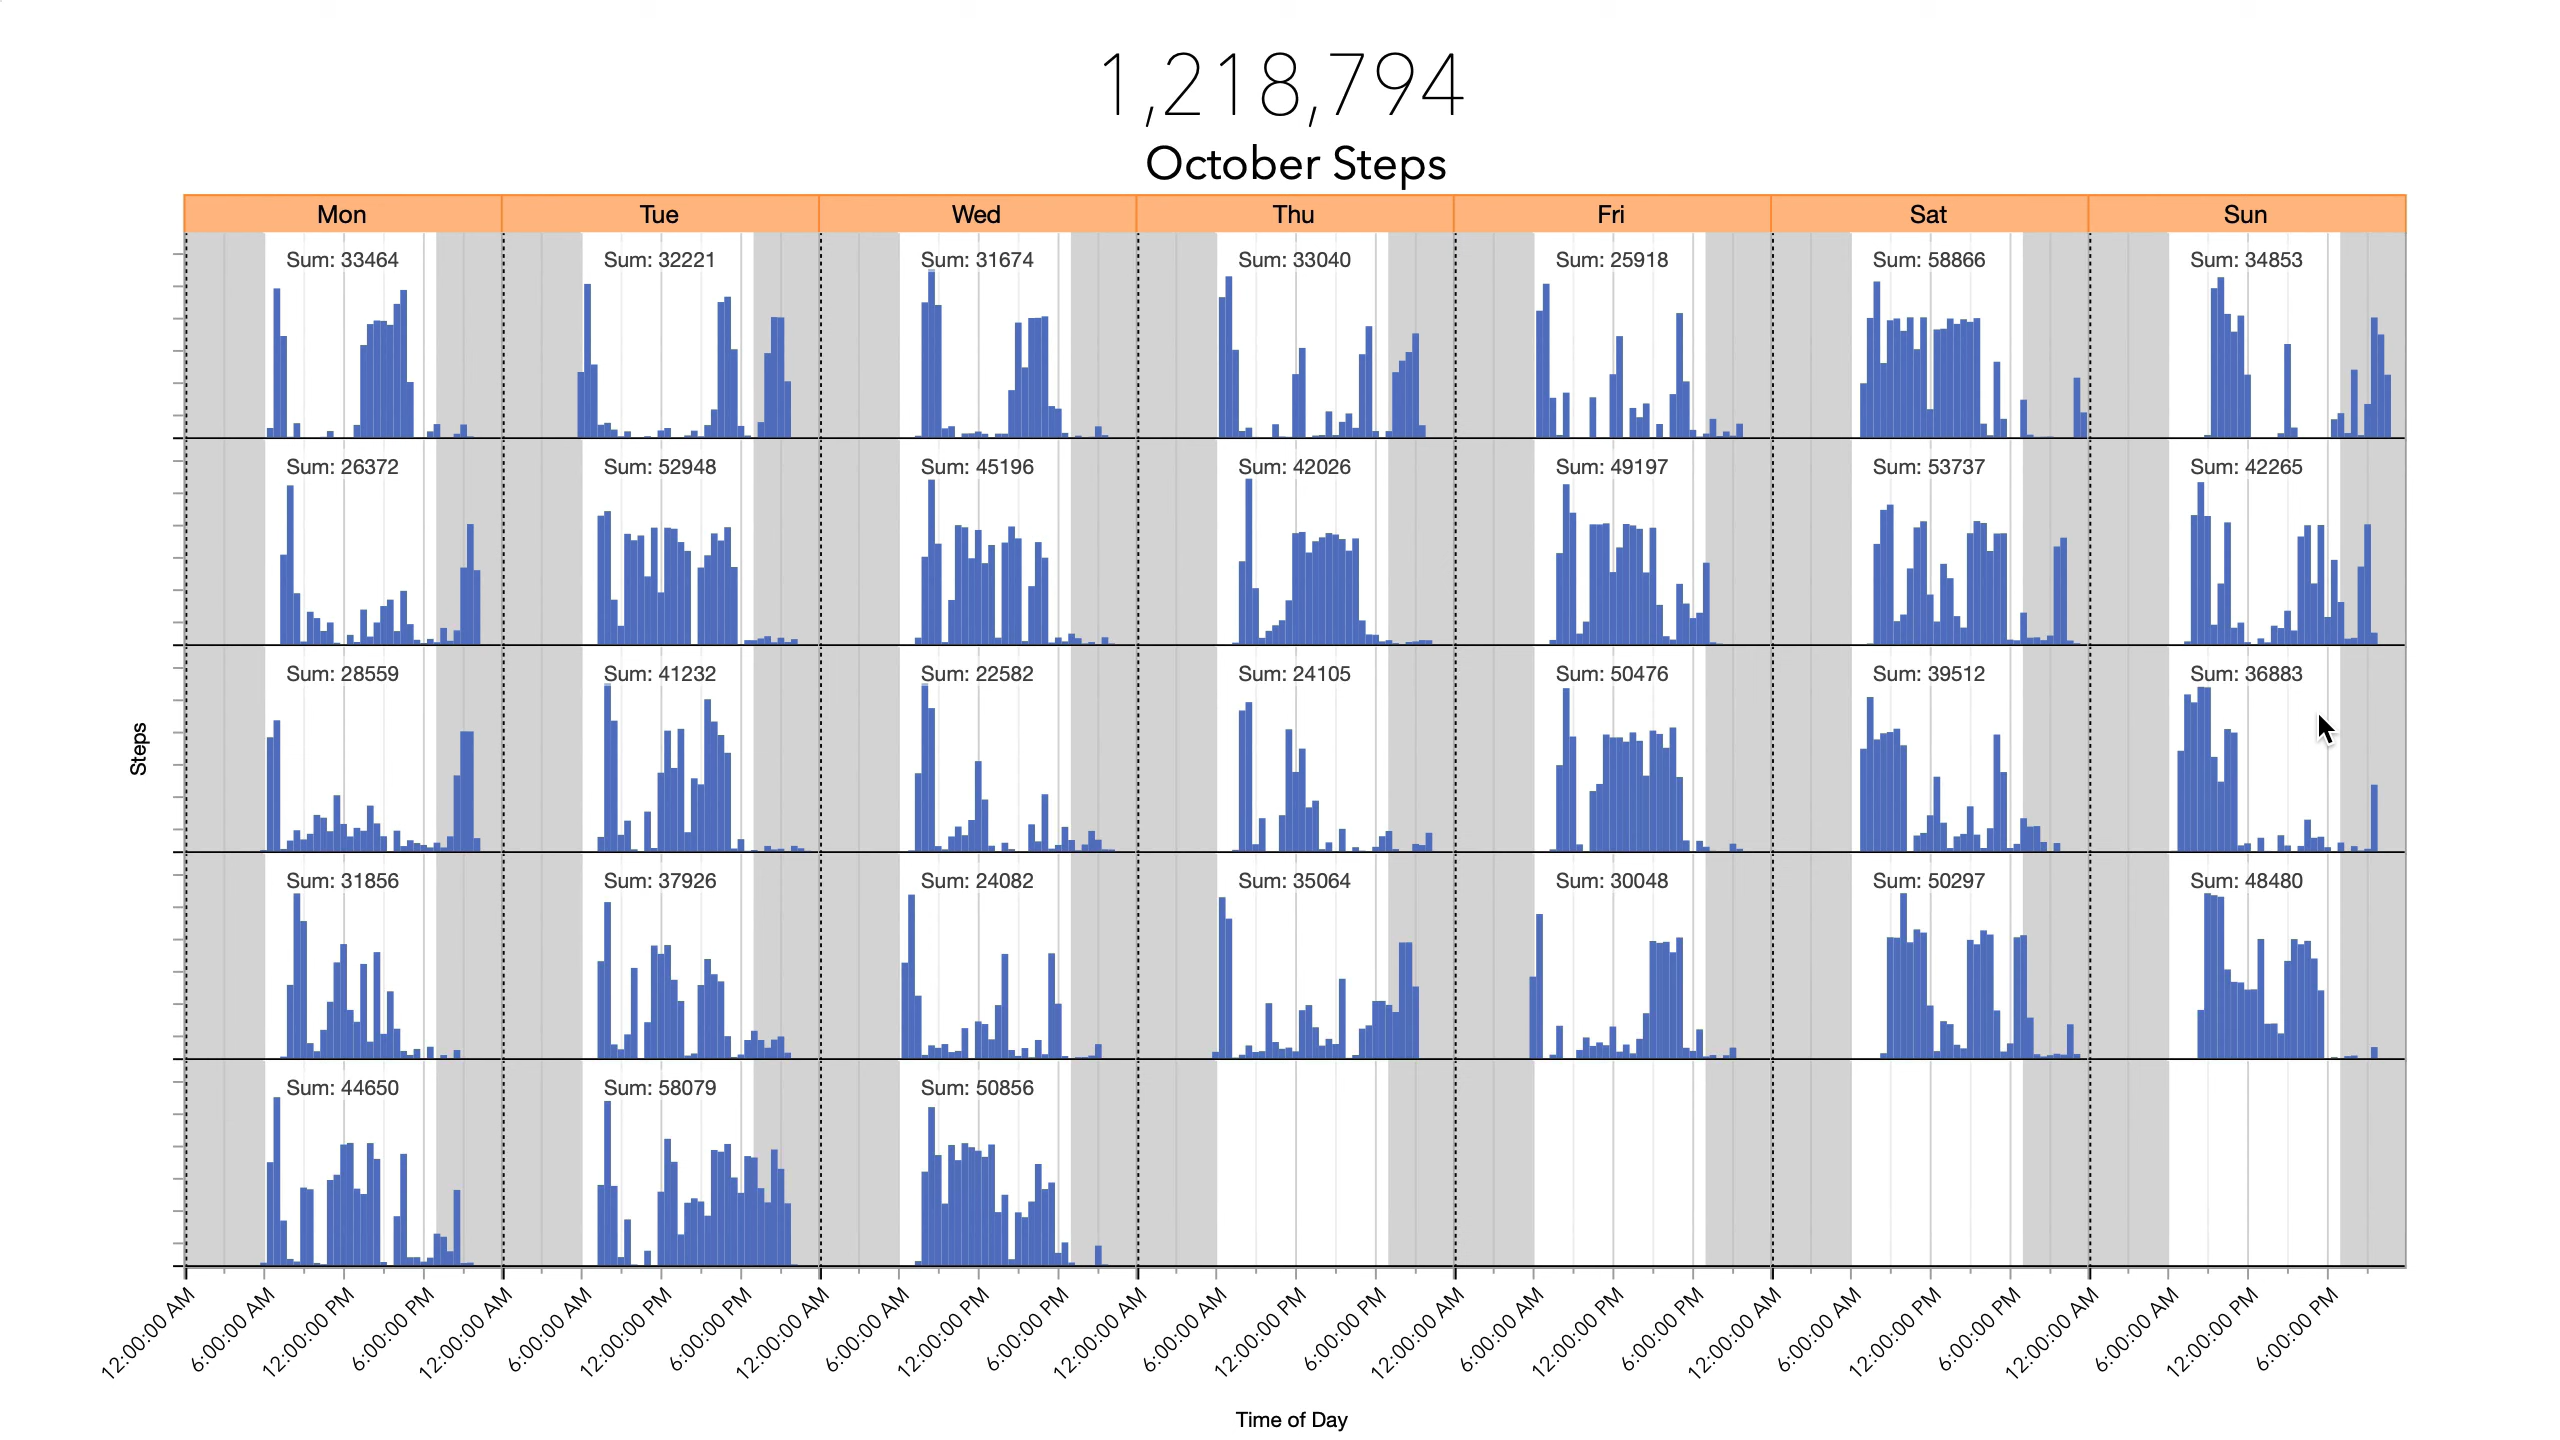 1,218,794
October Steps
Mon Tue Wed Thu Fri Sat Sun
Sum: 33464 Sum: 32221 Sum: 31674 Sum: 33040 Sum: 25918 Sum: 58866 Sum: 34853
Sum: 26372 Sum: 52948 Sum: 45196 Sum: 42026 Sum: 49197 Sum: 53737 Sum: 42265
Sum: 28559 Sum: 41232 Sum: 22582 Sum: 24105 Sum: 50476 Sum: 39512 Sum: 36883
Steps
Sum: 31856 Sum: 37926 Sum: 24082 Sum: 35064 Sum: 30048 Sum: 50297 Sum: 48480
Sum: 44650 Sum: 58079 Sum: 50856
12:00:00 AM 6:00:00 AM 12:00:00 PM 6:00:00 PM 12:00:00 AM 6:00:00 AM 12:00:00 PM 6:00:00 PM 12:00:00 AM 6:00:00 AM 12:00:00 PM 6:00:00 PM 12:00:00 AM 6:00:00 AM 12:00:00 PM 6:00:00 PM 12:00:00 AM 6:00:00 AM 12:00:00 PM 6:00:00 PM 12:00:00 AM 6:00:00 AM 12:00:00 PM 6:00:00 PM 12:00:00 AM 6:00:00 AM 12:00:00 PM 6:00:00 PM
Time of Day